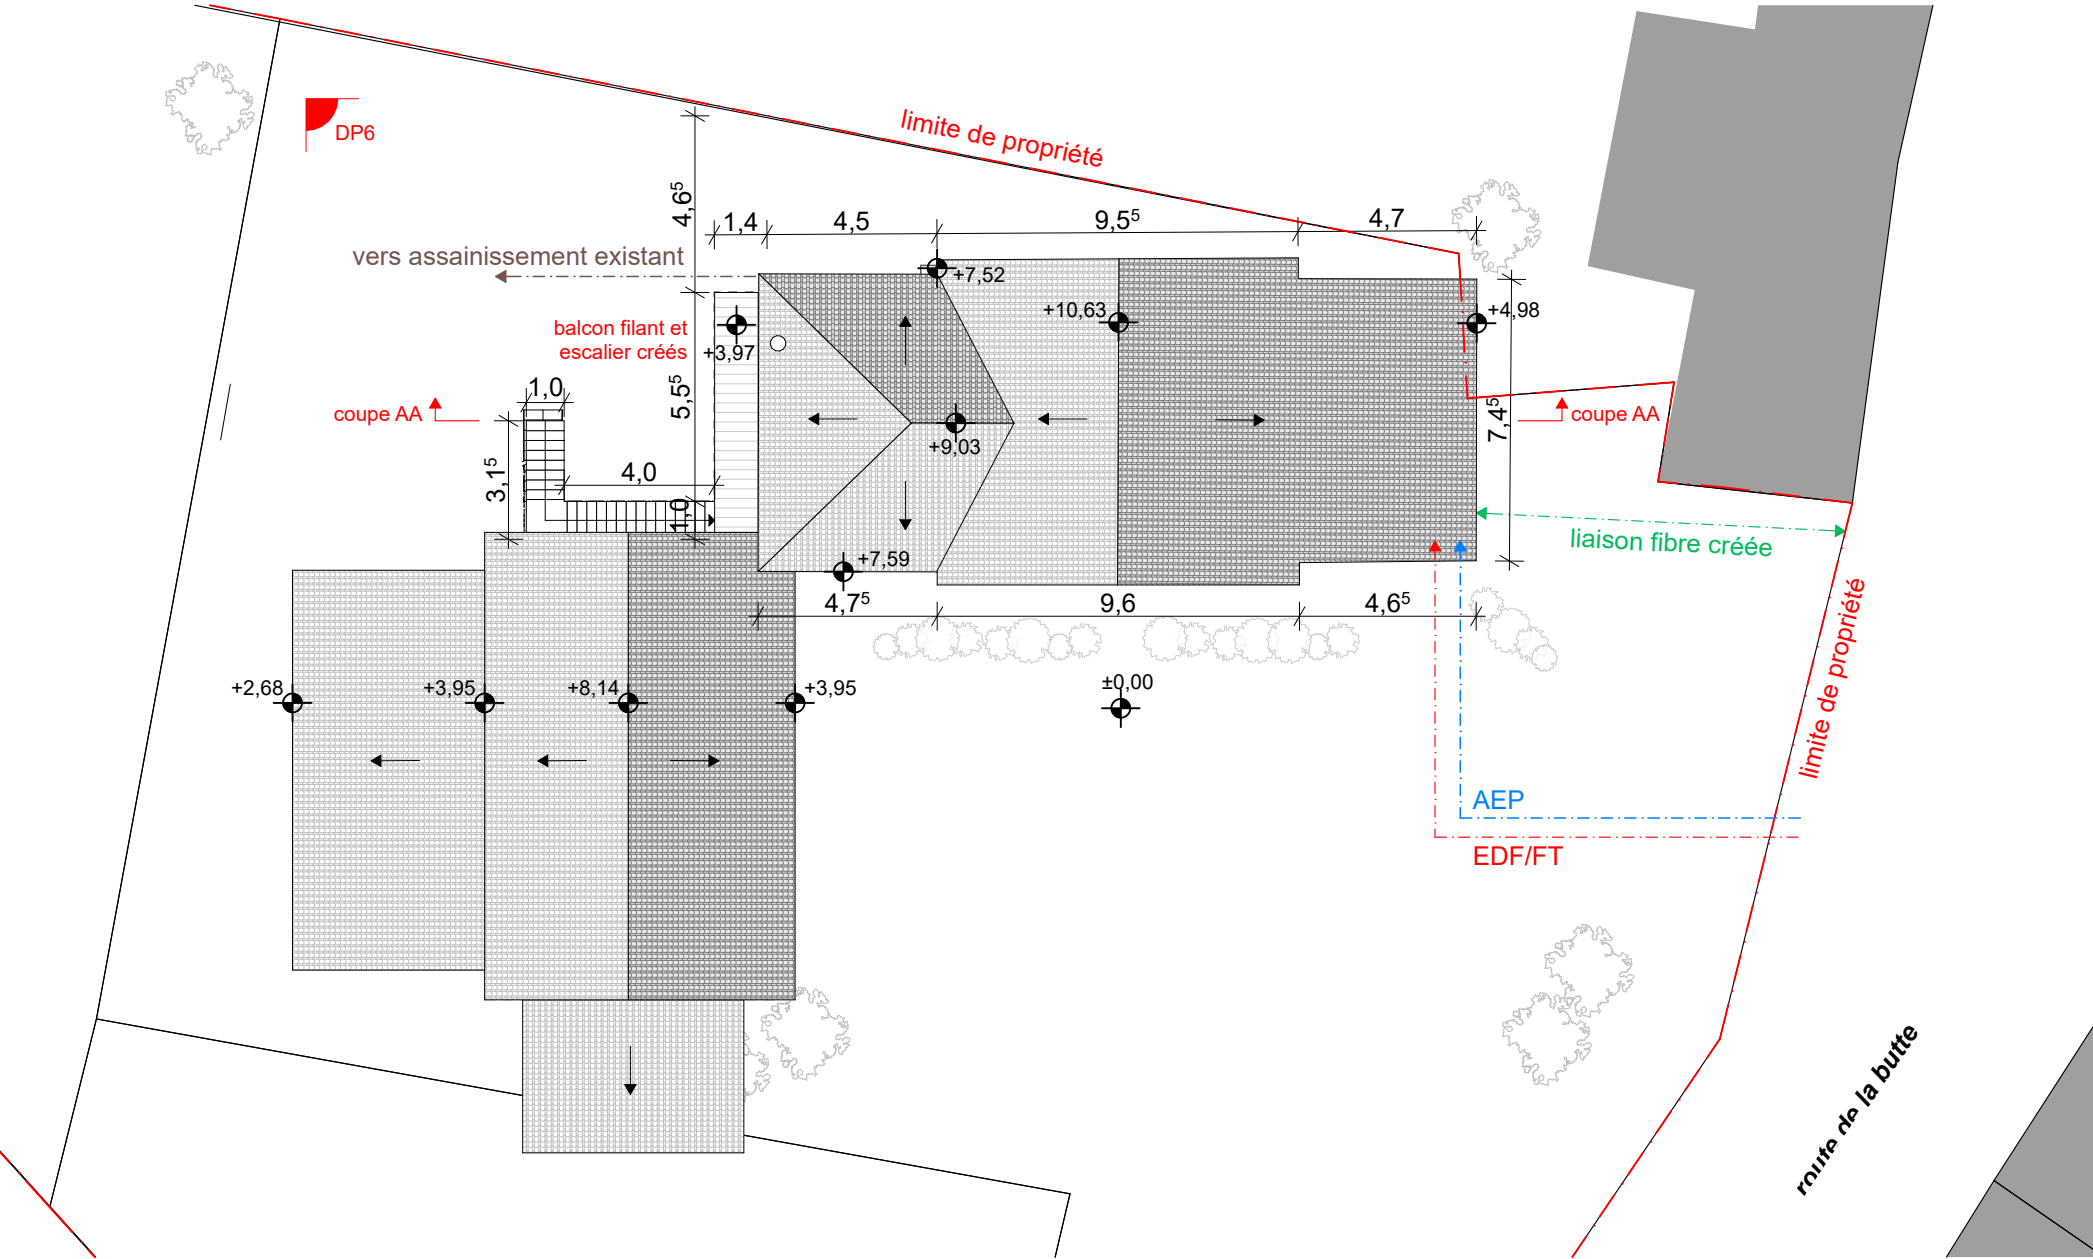 DP6
limite de propriété
4,6⁵
1,4
4,5
9,5⁵
4,7
vers assainissement existant
+7,52
+10,63
+4,98
balcon filant et
escalier créés
+3,97
1,0
5,5⁵
coupe AA
coupe AA
7,4⁵
+9,03
3,1⁵
4,0
1,0
liaison fibre créée
+7,59
4,7⁵
9,6
4,6⁵
limite de propriété
+2,68
+3,95
+8,14
+3,95
±0,00
AEP
EDF/FT
route de la butte